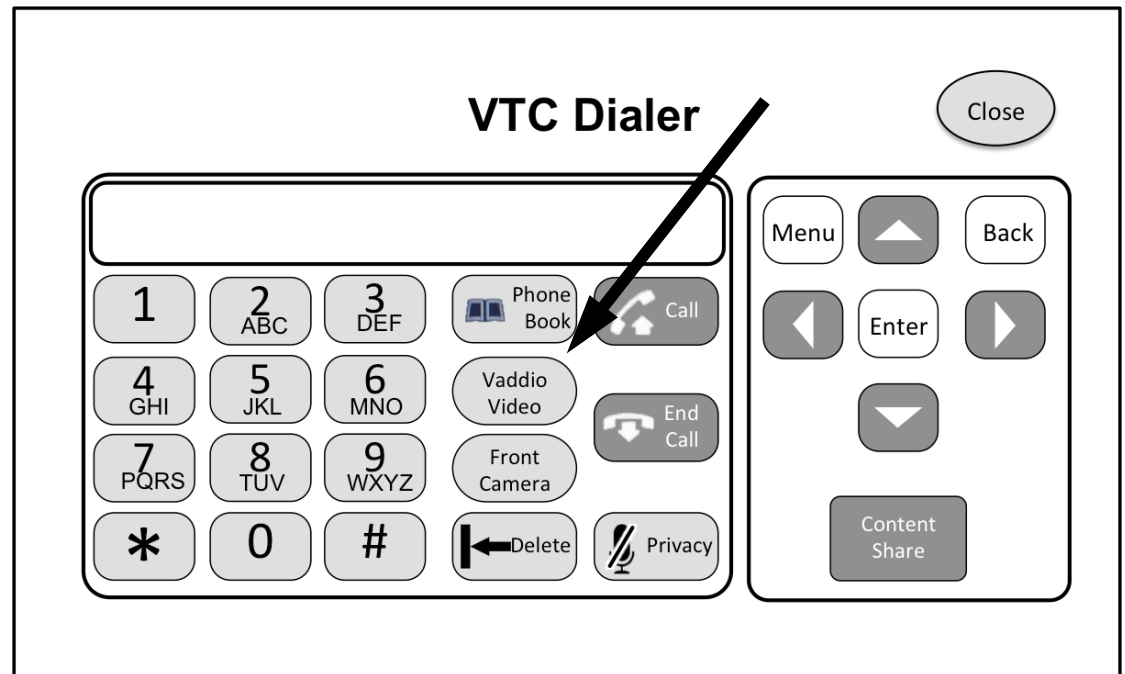 VTC Dialer
Close
1
2
ABC
3
DEF
Phone
Book
Call
4
GHI
5
JKL
6
MNO
Vaddio
Video
End
Call
7
PQRS
8
TUV
9
WXYZ
Front
Camera
*
0
#
Delete
Privacy
Menu
Back
Enter
Content
Share